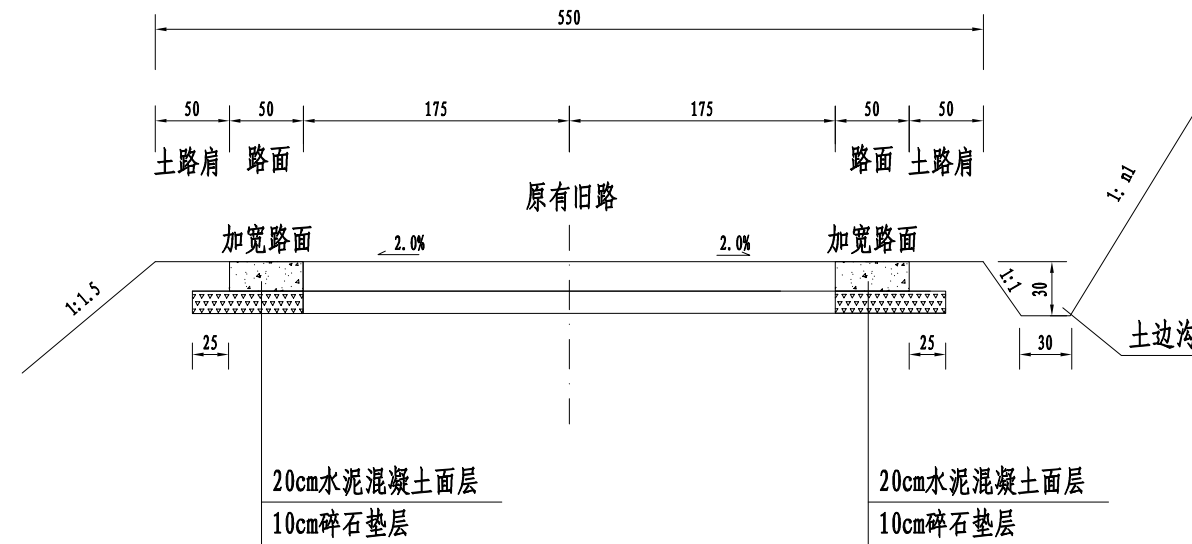 550
50 50 175 175 50 50
土路肩 路面 路面 土路肩
原有旧路
1: n1
加宽路面 2.0% 2.0% 加宽路面
1:1.5 1:1 30
25 25 30 土边沟
20cm水泥混凝土面层 20cm水泥混凝土面层
10cm碎石垫层 10cm碎石垫层